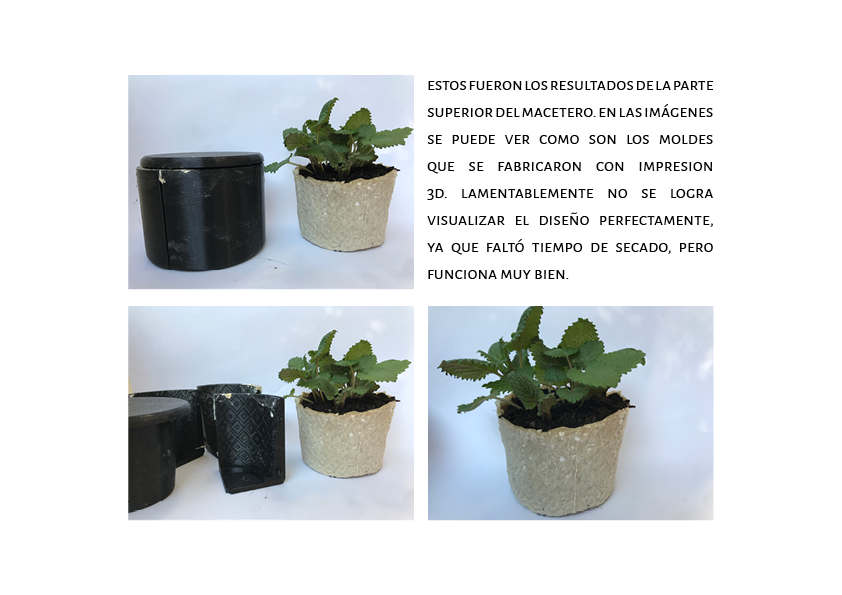 ESTOS FUERON LOS RESULTADOS DE LA PARTE
SUPERIOR DEL MACETERO. EN LAS IMÁGENES
SE PUEDE VER COMO SON LOS MOLDES
QUE SE FABRICARON CON IMPRESION
3D. LAMENTABLEMENTE NO SE LOGRA
VISUALIZAR EL DISEÑO PERFECTAMENTE,
YA QUE FALTÓ TIEMPO DE SECADO, PERO
FUNCIONA MUY BIEN.